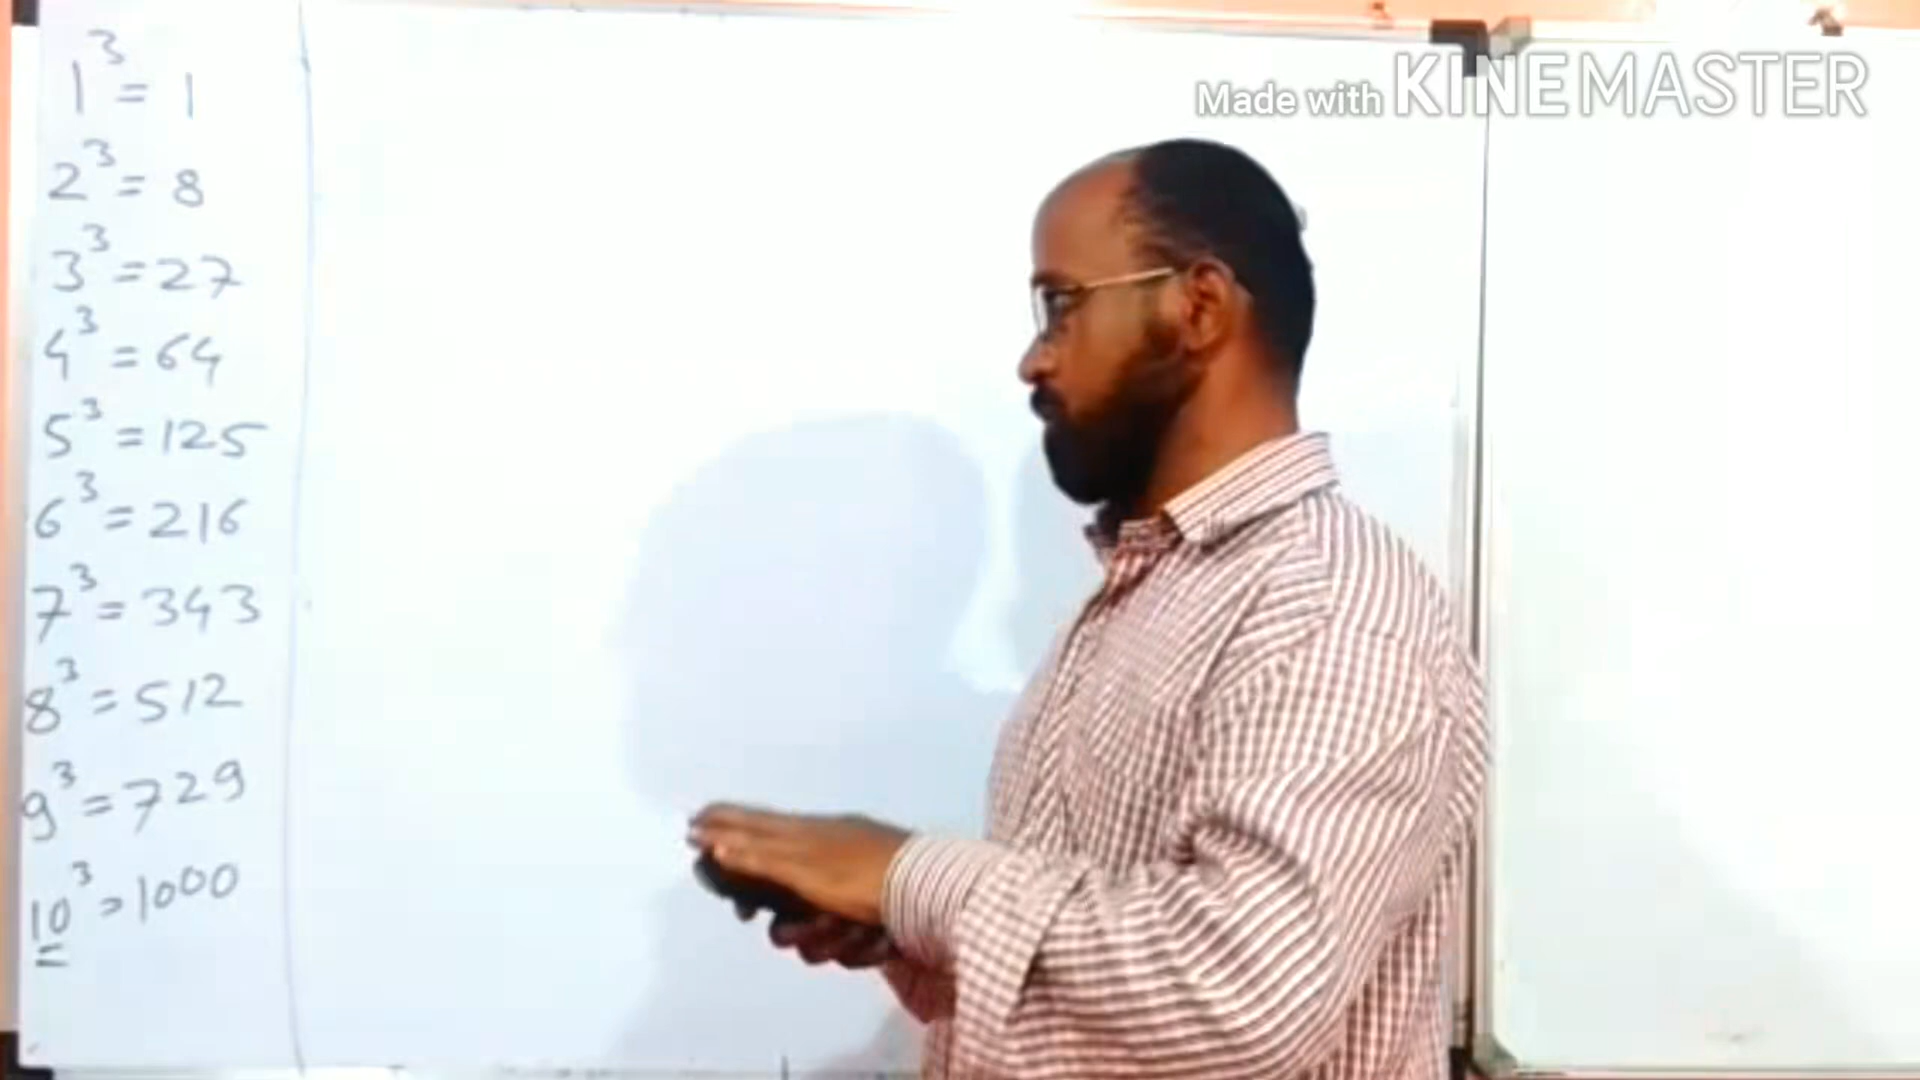 1³ = 1
2³ = 8
3³ = 27
4³ = 64
5³ = 125
6³ = 216
7³ = 343
8³ = 512
9³ = 729
10³ = 1000
Made with KINEMASTER